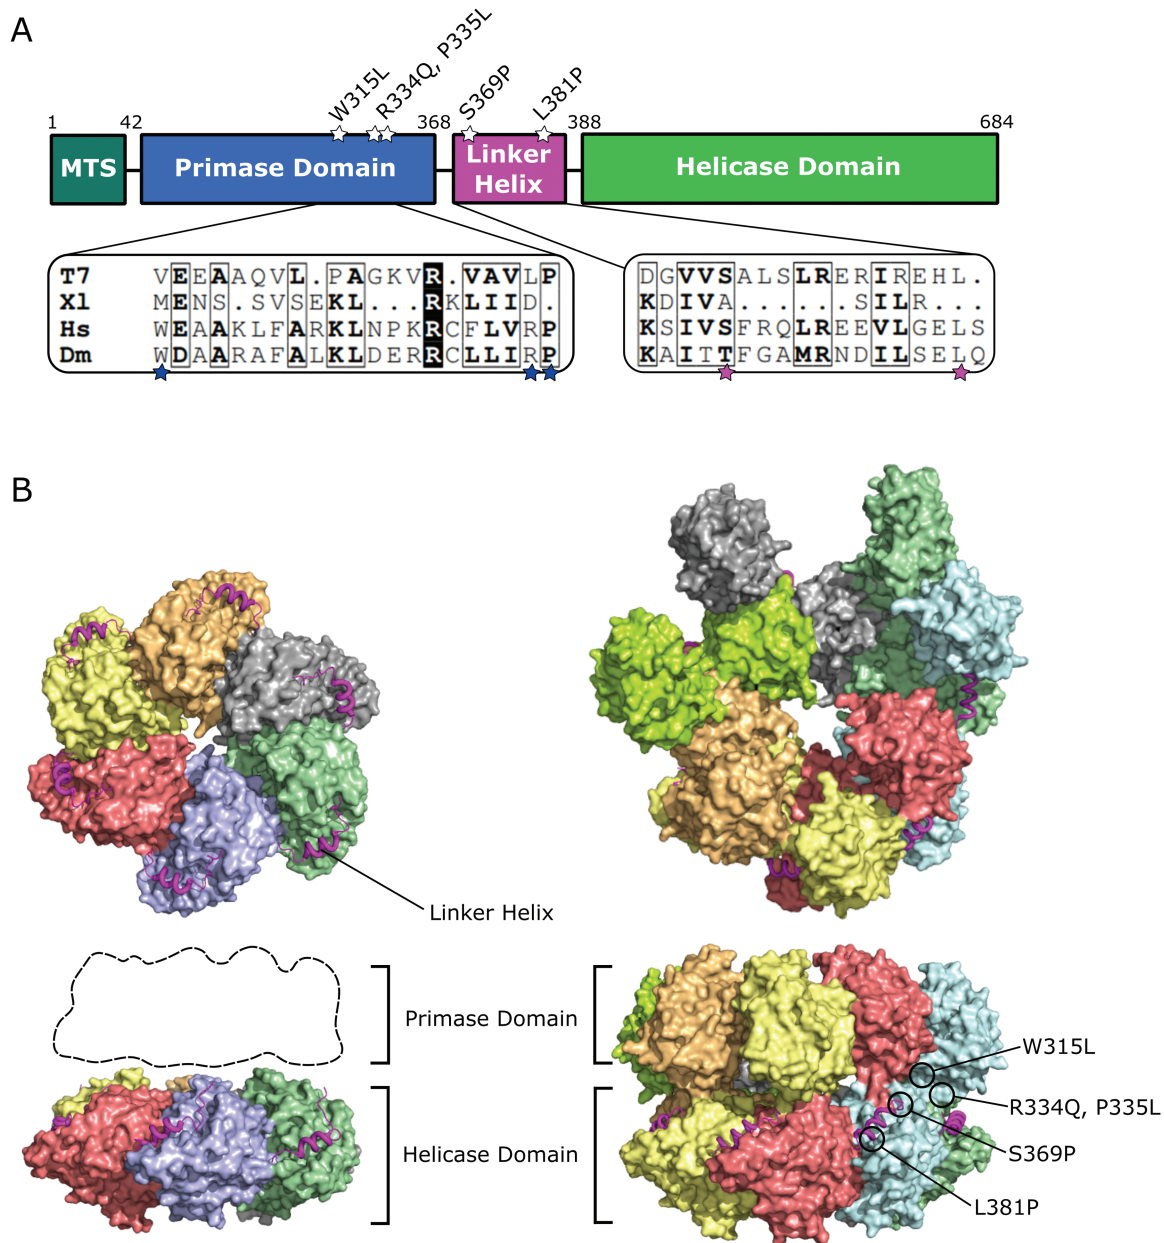 A
W315L
R334Q, P335L
S369P
L381P
1 42 368 388 684
MTS Primase Domain Linker Helix Helicase Domain
T7 VEEAAQVL.PAGKVR.VAVLP
Xl MENS.SVSEKL...RKLIID.
Hs WEAAKLFARKLNPKRCFLVRP
Dm WDAARAFALKLDERRCLLIRP
DGVVSALSLRERIREHL.
KDIVA....SILR...
KSIVSFRQLREEVLGELS
KAITTFGAMRNDILSELQ
B
Linker Helix
Primase Domain
Helicase Domain
W315L
R334Q, P335L
S369P
L381P